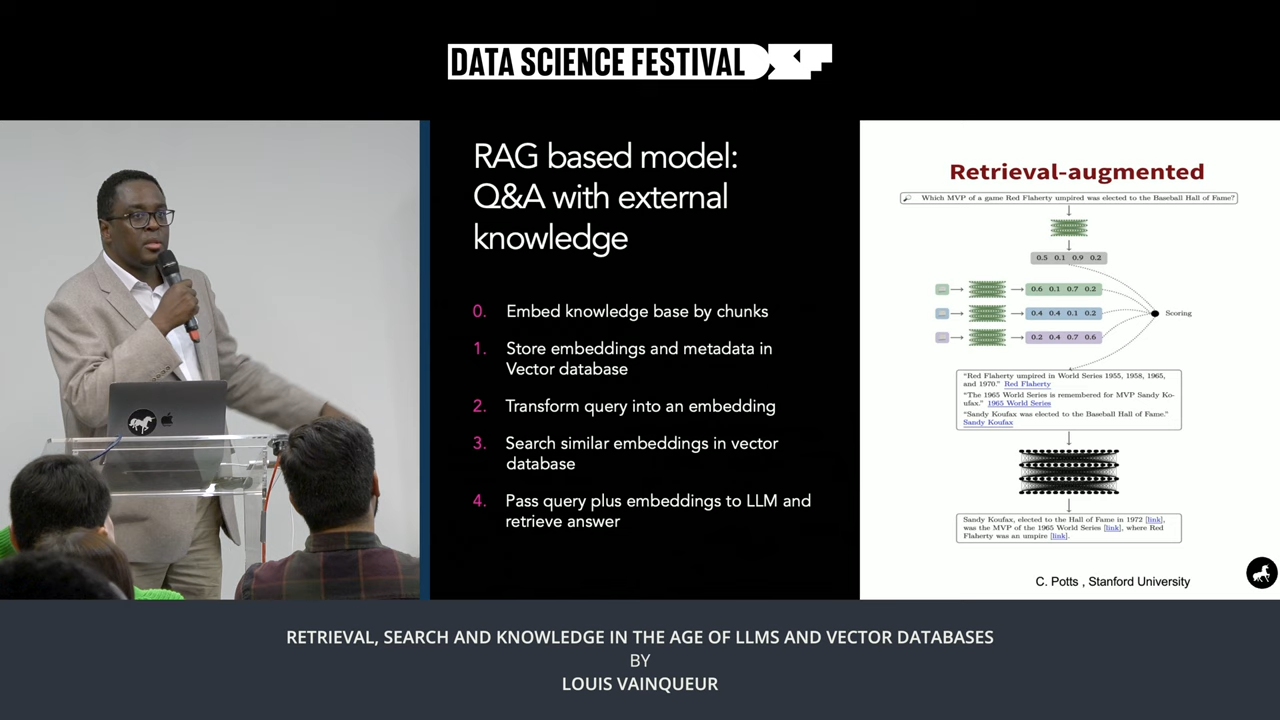 DATA SCIENCE FESTIVAL
RAG based model:
Q&A with external
knowledge
0. Embed knowledge base by chunks
1. Store embeddings and metadata in
Vector database
2. Transform query into an embedding
3. Search similar embeddings in vector
database
4. Pass query plus embeddings to LLM and
retrieve answer
Retrieval-augmented
Which MVP of a game Red Flaherty umpired was elected to the Baseball Hall of Fame?
0.5 0.1 0.9 0.2
0.6 0.1 0.7 0.2
0.4 0.4 0.1 0.2
Scoring
0.2 0.4 0.7 0.6
“Red Flaherty umpired in World Series 1955, 1958, 1965,
and 1970.” Red Flaherty
“The 1965 World Series is remembered for MVP Sandy Ko-
ufax.” 1965 World Series
“Sandy Koufax was elected to the Baseball Hall of Fame.”
Sandy Koufax
Sandy Koufax, elected to the Hall of Fame in 1972 [link],
was the MVP of the 1965 World Series [link], where Red
Flaherty was an umpire [link].
C. Potts , Stanford University
RETRIEVAL, SEARCH AND KNOWLEDGE IN THE AGE OF LLMS AND VECTOR DATABASES
BY
LOUIS VAINQUEUR